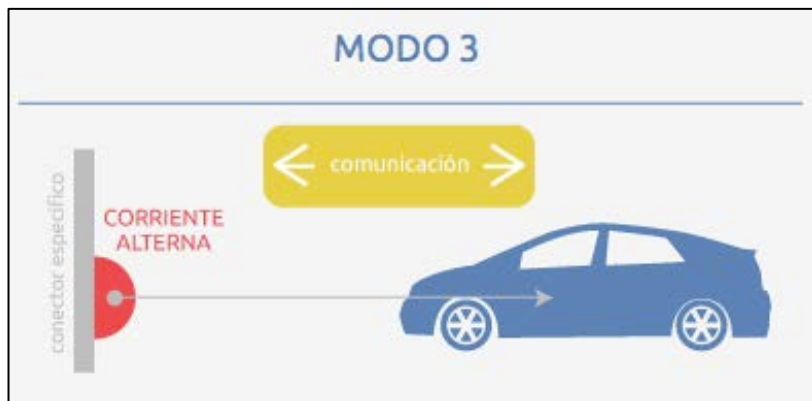 MODO 3
comunicación
conector específico
CORRIENTE
ALTERNA